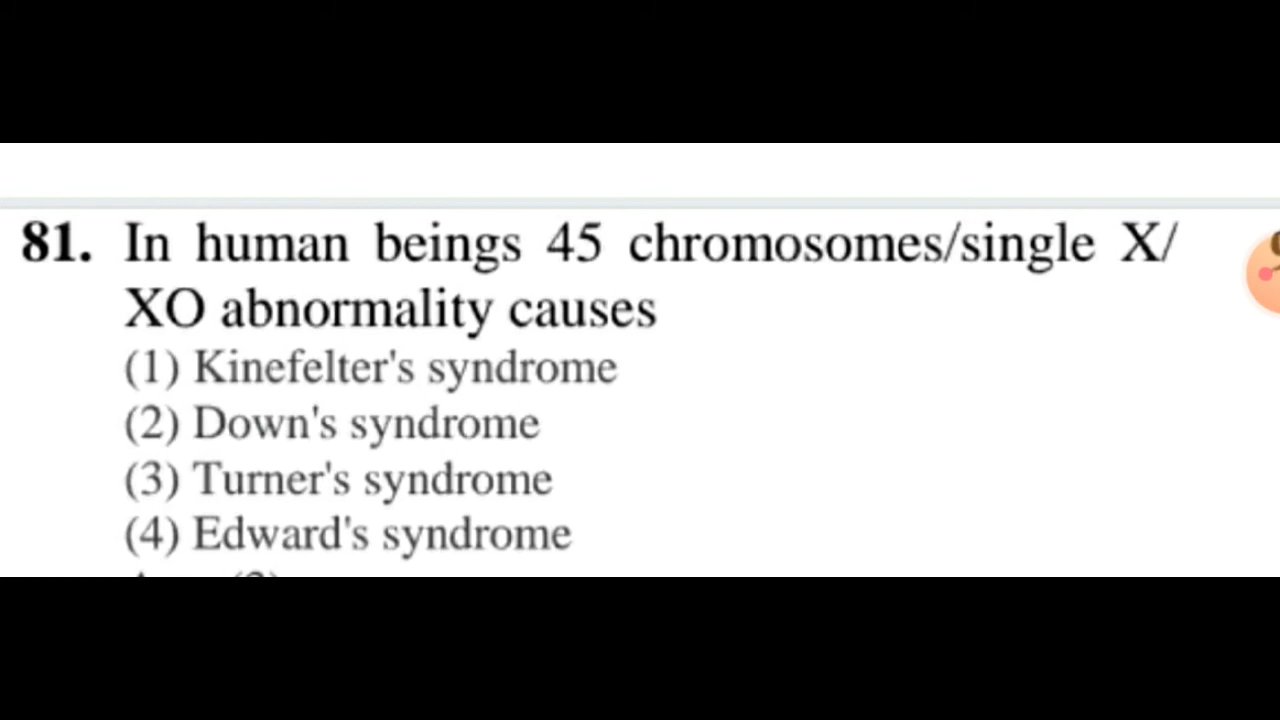 81. In human beings 45 chromosomes/single X/
XO abnormality causes
(1) Kinefelter's syndrome
(2) Down's syndrome
(3) Turner's syndrome
(4) Edward's syndrome